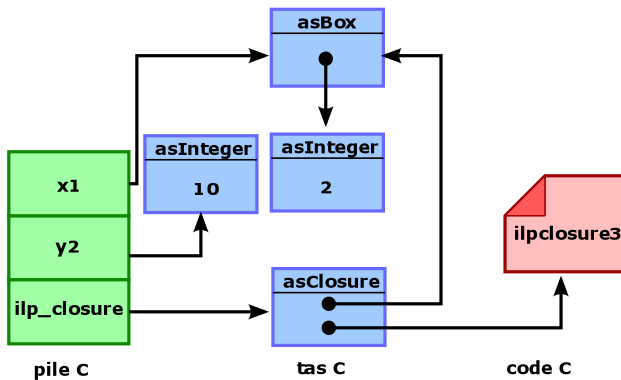 asBox
asInteger
10
asInteger
2
x1
y2
ilp_closure
asClosure
ilpclosure3
pile C
tas C
code C